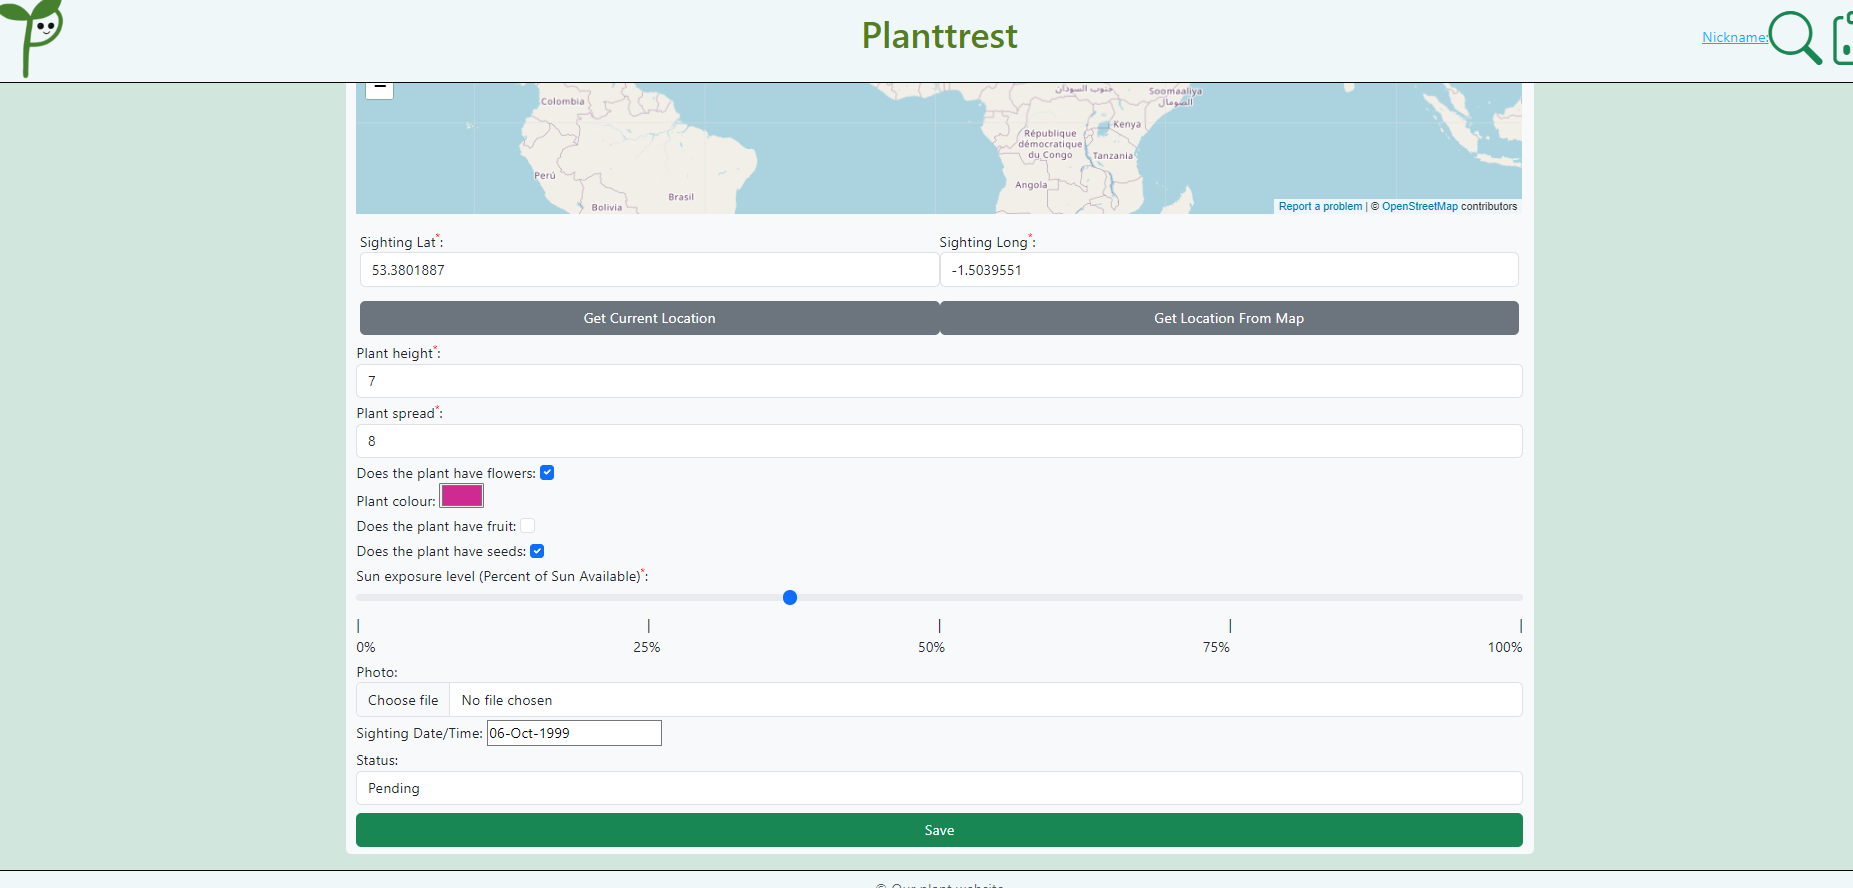 Planttrest
Nickname:
−
Colombia
جنوب السودان
Soomaaliya
الصومال
Kenya
République
démocratique
du Congo
Tanzania
Perú
Angola
Brasil
Bolivia
Report a problem | © OpenStreetMap contributors
Sighting Lat*:
Sighting Long*:
53.3801887
-1.5039551
Get Current Location
Get Location From Map
Plant height*:
7
Plant spread*:
8
Does the plant have flowers:
Plant colour:
Does the plant have fruit:
Does the plant have seeds:
Sun exposure level (Percent of Sun Available)*:
| | | | |
0% 25% 50% 75% 100%
Photo:
Choose file No file chosen
Sighting Date/Time: 06-Oct-1999
Status:
Pending
Save
© Our plant website